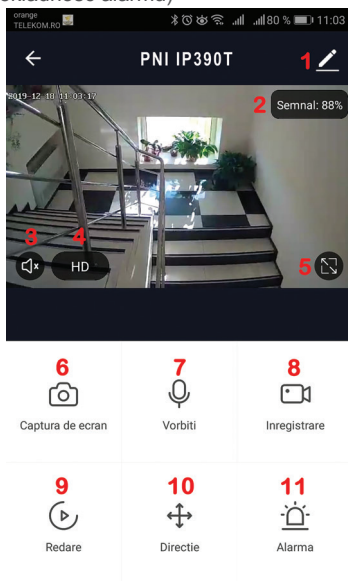 orange
TELEKOM.RO
80 % 11:03
PNI IP390T
1
2019-12-18 11:03:17
2 Semnal: 88%
3 4
HD
5
6 7 8
Captura de ecran Vorbiti Inregistrare
9 10 11
Redare Directie Alarma